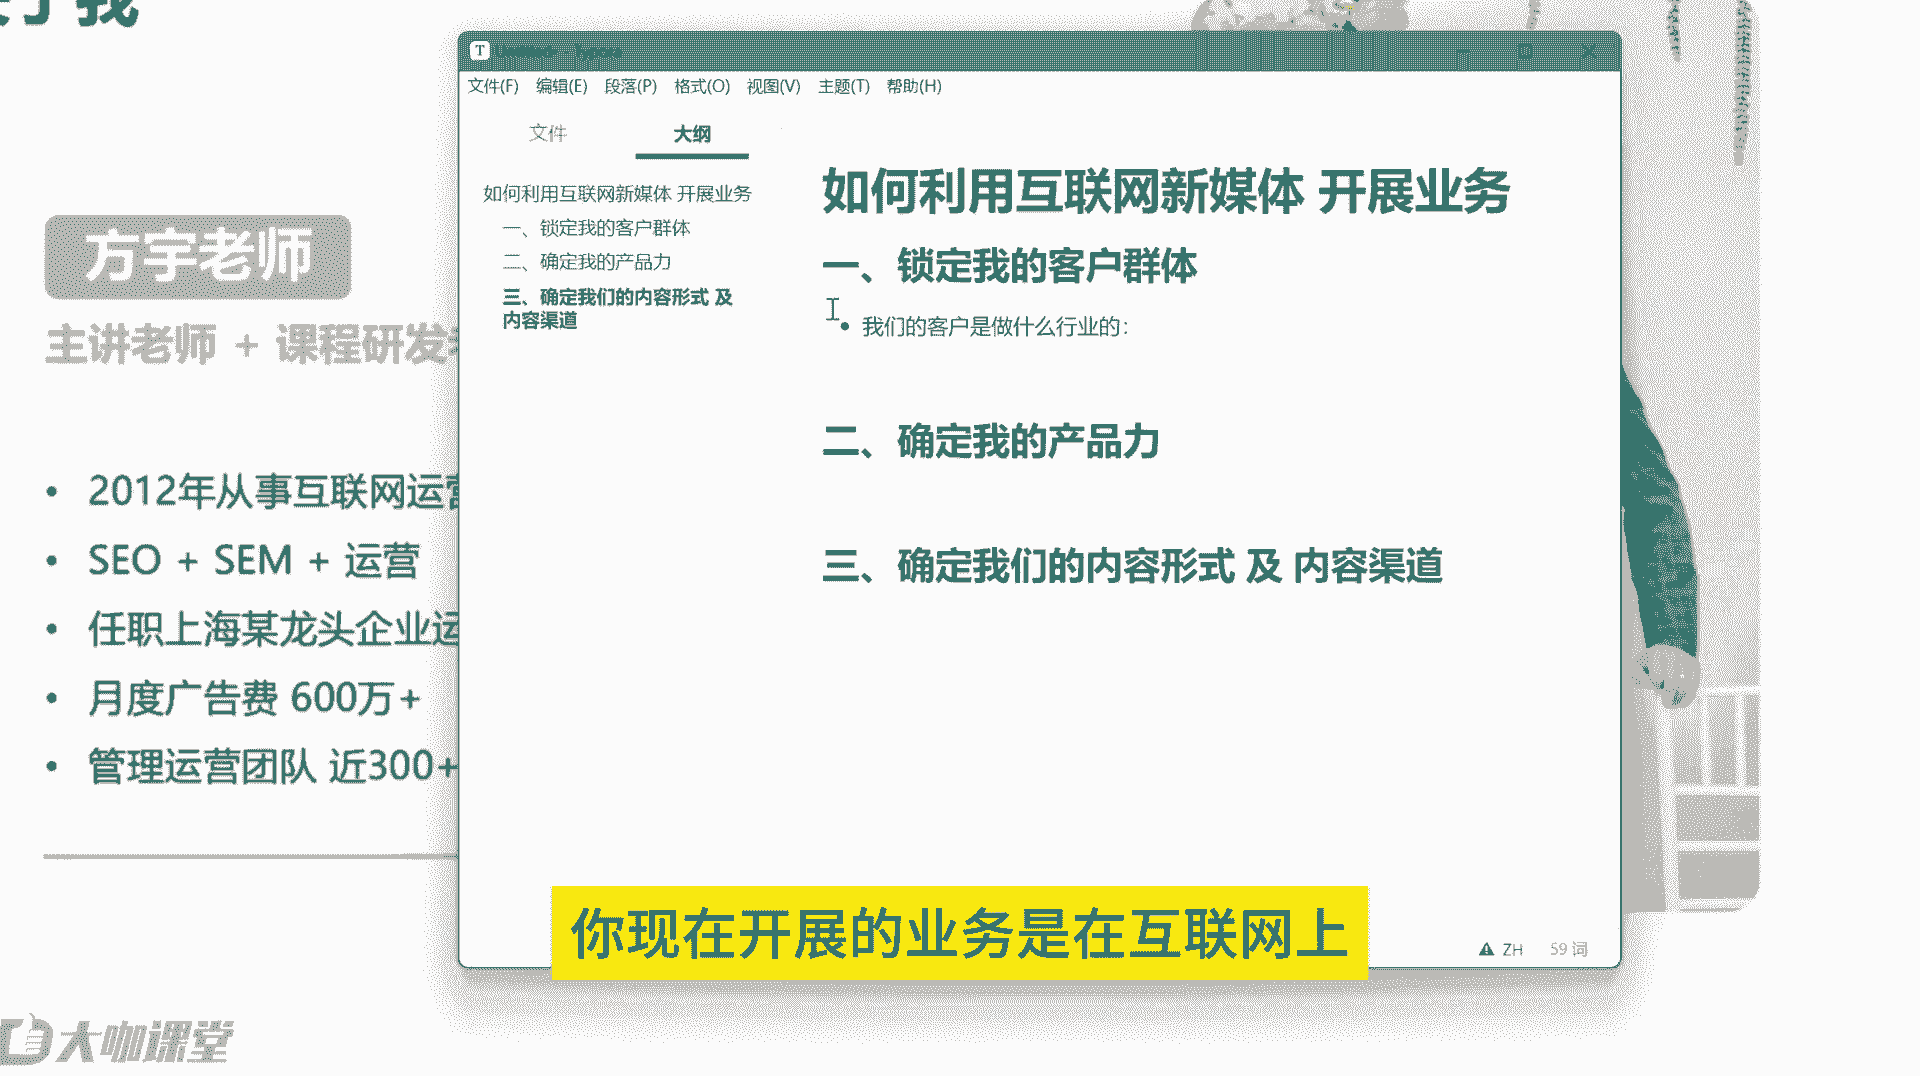 我
T
文件(F) 编辑(E) 段落(P) 格式(O) 视图(V) 主题(T) 帮助(H)
文件 大纲
如何利用互联网新媒体 开展业务
一、锁定我的客户群体
二、确定我的产品力
三、确定我们的内容形式 及
内容渠道
如何利用互联网新媒体 开展业务
一、锁定我的客户群体
• 我们的客户是做什么行业的：
二、确定我的产品力
三、确定我们的内容形式 及 内容渠道
ZH 59 词
方宇老师
主讲老师 + 课程研发
• 2012年从事互联网运营
• SEO + SEM + 运营
• 任职上海某龙头企业运
• 月度广告费 600万+
• 管理运营团队 近300+
你现在开展的业务是在互联网上
大咖课堂